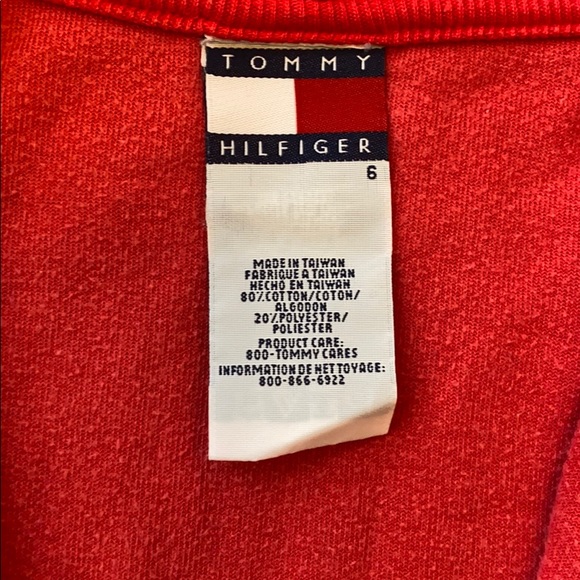 TOMMY
HILFIGER
6
MADE IN TAIWAN
FABRIQUE A TAIWAN
HECHO EN TAIWAN
80%COTTON/COTON/
ALGODON
20%POLYESTER/
POLIESTER
PRODUCT CARE:
800-TOMMY CARES
INFORMATION DE NETTOYAGE:
800-866-6922